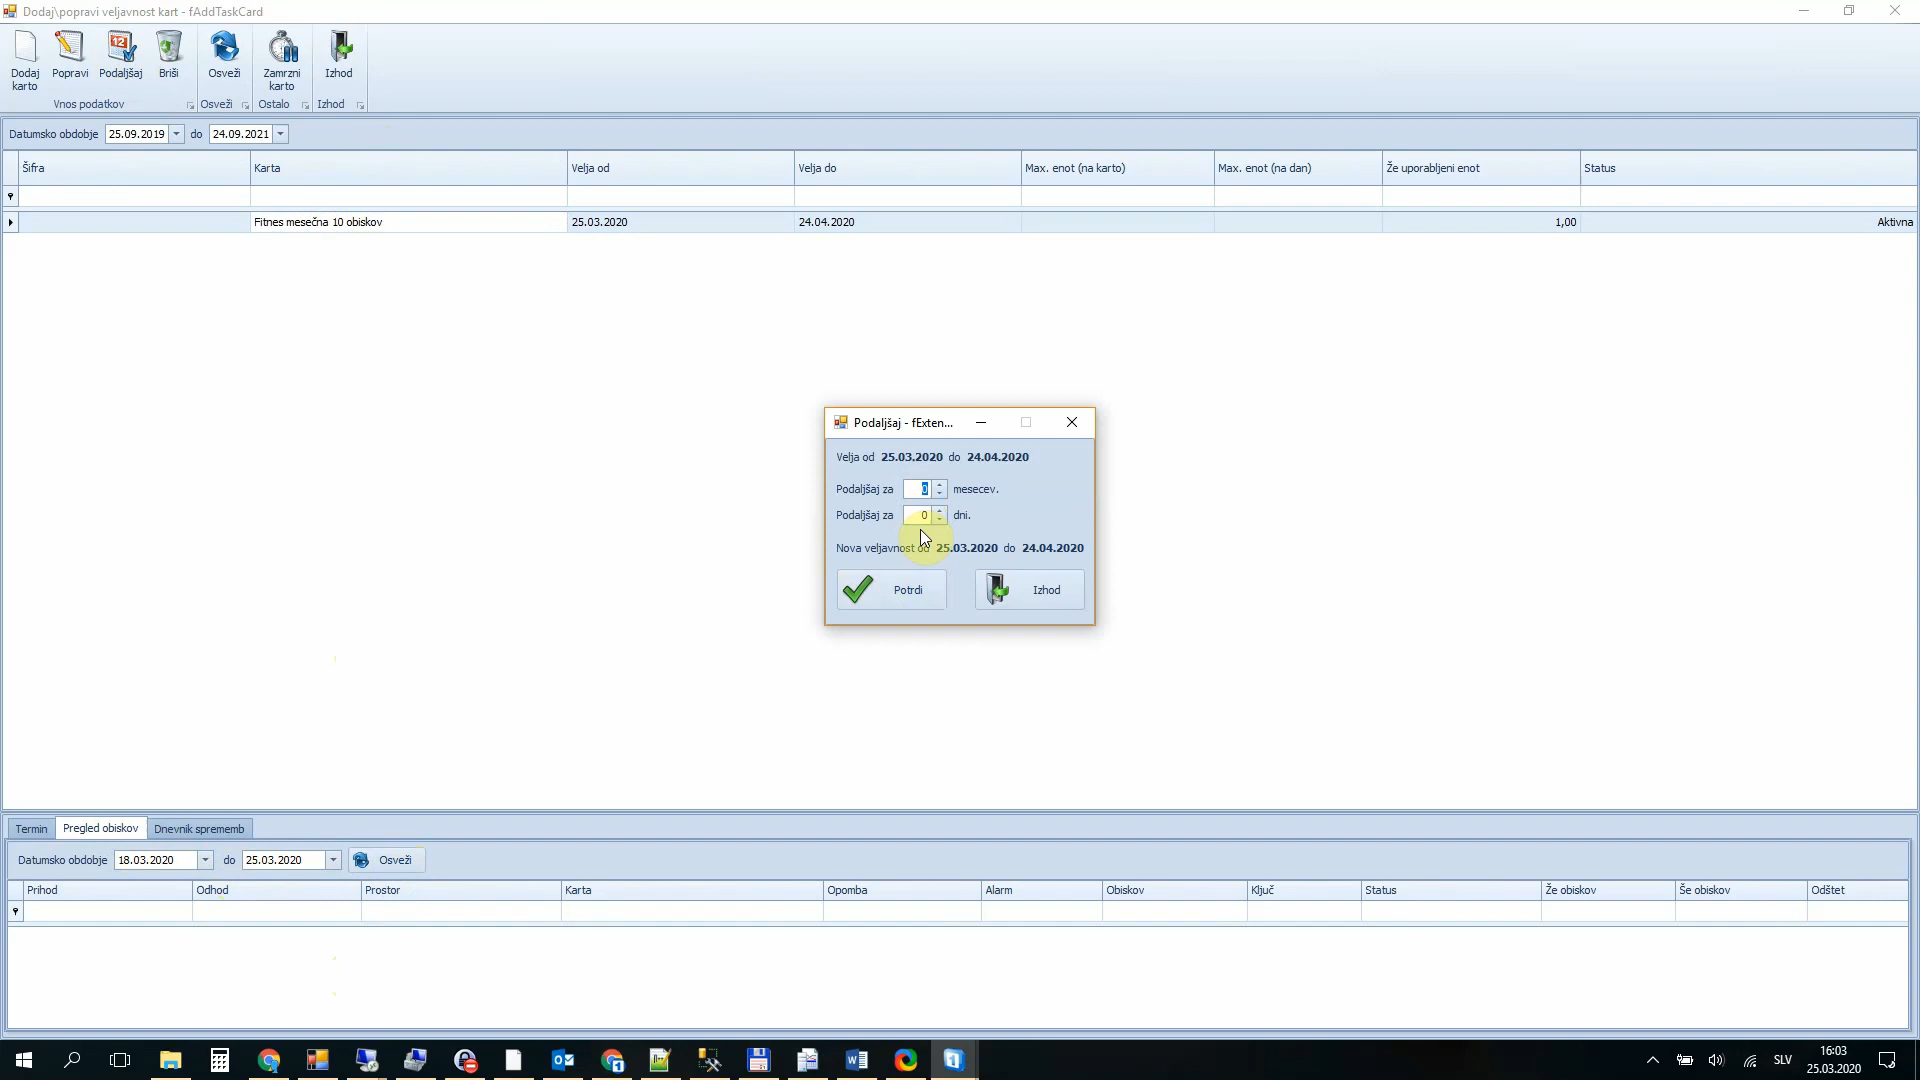 Dodaj\popravi veljavnost kart - fAddTaskCard
Dodaj karto
Popravi
Podaljšaj
Briši
Osveži
Zamrzni karto
Izhod
Vnos podatkov
Osveži
Ostalo
Izhod
Datumsko obdobje 25.09.2019 do 24.09.2021
Šifra Karta Velja od Velja do Max. enot (na karto) Max. enot (na dan) Že uporabljeni enot Status
Fitnes mesečna 10 obiskov 25.03.2020 24.04.2020 1,00 Aktivna
Podaljšaj - fExten...
Velja od 25.03.2020 do 24.04.2020
Podaljšaj za 0 mesecev.
Podaljšaj za 0 dni.
Nova veljavnost od 25.03.2020 do 24.04.2020
Potrdi Izhod
Termin Pregled obiskov Dnevnik sprememb
Datumsko obdobje 18.03.2020 do 25.03.2020 Osveži
Prihod Odhod Prostor Karta Opomba Alarm Obiskov Ključ Status Že obiskov Še obiskov Odštet
SLV
16:03
25.03.2020